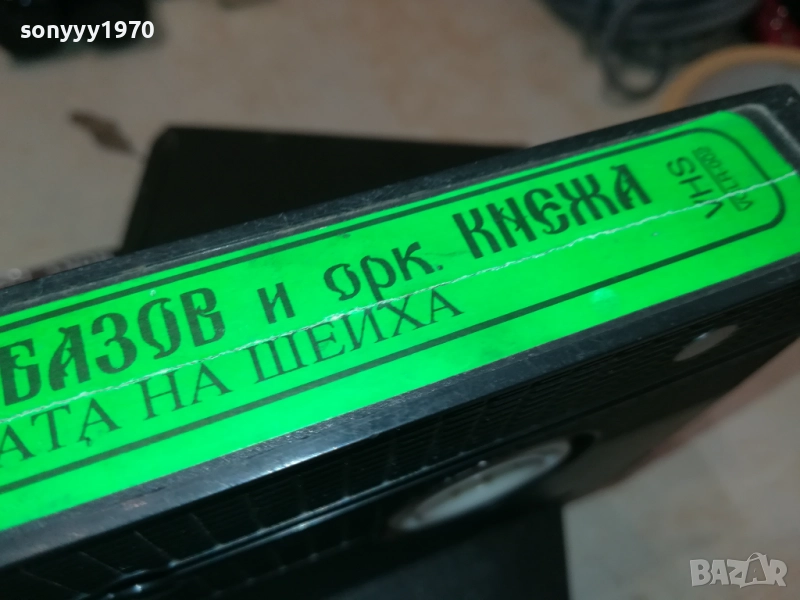 sonyyy1970
БАЗОВ и орк. КНЕЖА
АТА НА ШЕЙХА
VHS
BAZAR